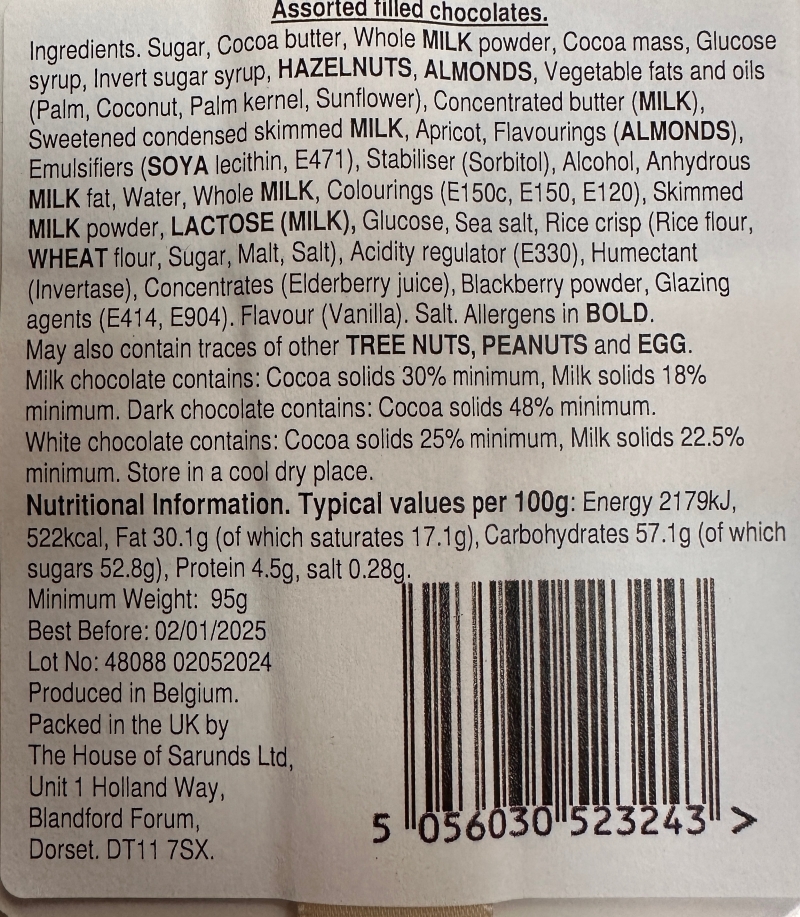 Assorted filled chocolates.
Ingredients. Sugar, Cocoa butter, Whole MILK powder, Cocoa mass, Glucose
syrup, Invert sugar syrup, HAZELNUTS, ALMONDS, Vegetable fats and oils
(Palm, Coconut, Palm kernel, Sunflower), Concentrated butter (MILK),
Sweetened condensed skimmed MILK, Apricot, Flavourings (ALMONDS),
Emulsifiers (SOYA lecithin, E471), Stabiliser (Sorbitol), Alcohol, Anhydrous
MILK fat, Water, Whole MILK, Colourings (E150c, E150, E120), Skimmed
MILK powder, LACTOSE (MILK), Glucose, Sea salt, Rice crisp (Rice flour,
WHEAT flour, Sugar, Malt, Salt), Acidity regulator (E330), Humectant
(Invertase), Concentrates (Elderberry juice), Blackberry powder, Glazing
agents (E414, E904). Flavour (Vanilla). Salt. Allergens in BOLD.
May also contain traces of other TREE NUTS, PEANUTS and EGG.
Milk chocolate contains: Cocoa solids 30% minimum, Milk solids 18%
minimum. Dark chocolate contains: Cocoa solids 48% minimum.
White chocolate contains: Cocoa solids 25% minimum, Milk solids 22.5%
minimum. Store in a cool dry place.
Nutritional Information. Typical values per 100g: Energy 2179kJ,
522kcal, Fat 30.1g (of which saturates 17.1g), Carbohydrates 57.1g (of which
sugars 52.8g), Protein 4.5g, salt 0.28g.
Minimum Weight: 95g
Best Before: 02/01/2025
Lot No: 48088 02052024
Produced in Belgium.
Packed in the UK by
The House of Sarunds Ltd,
Unit 1 Holland Way,
Blandford Forum,
Dorset. DT11 7SX.
5 056030 523243 >